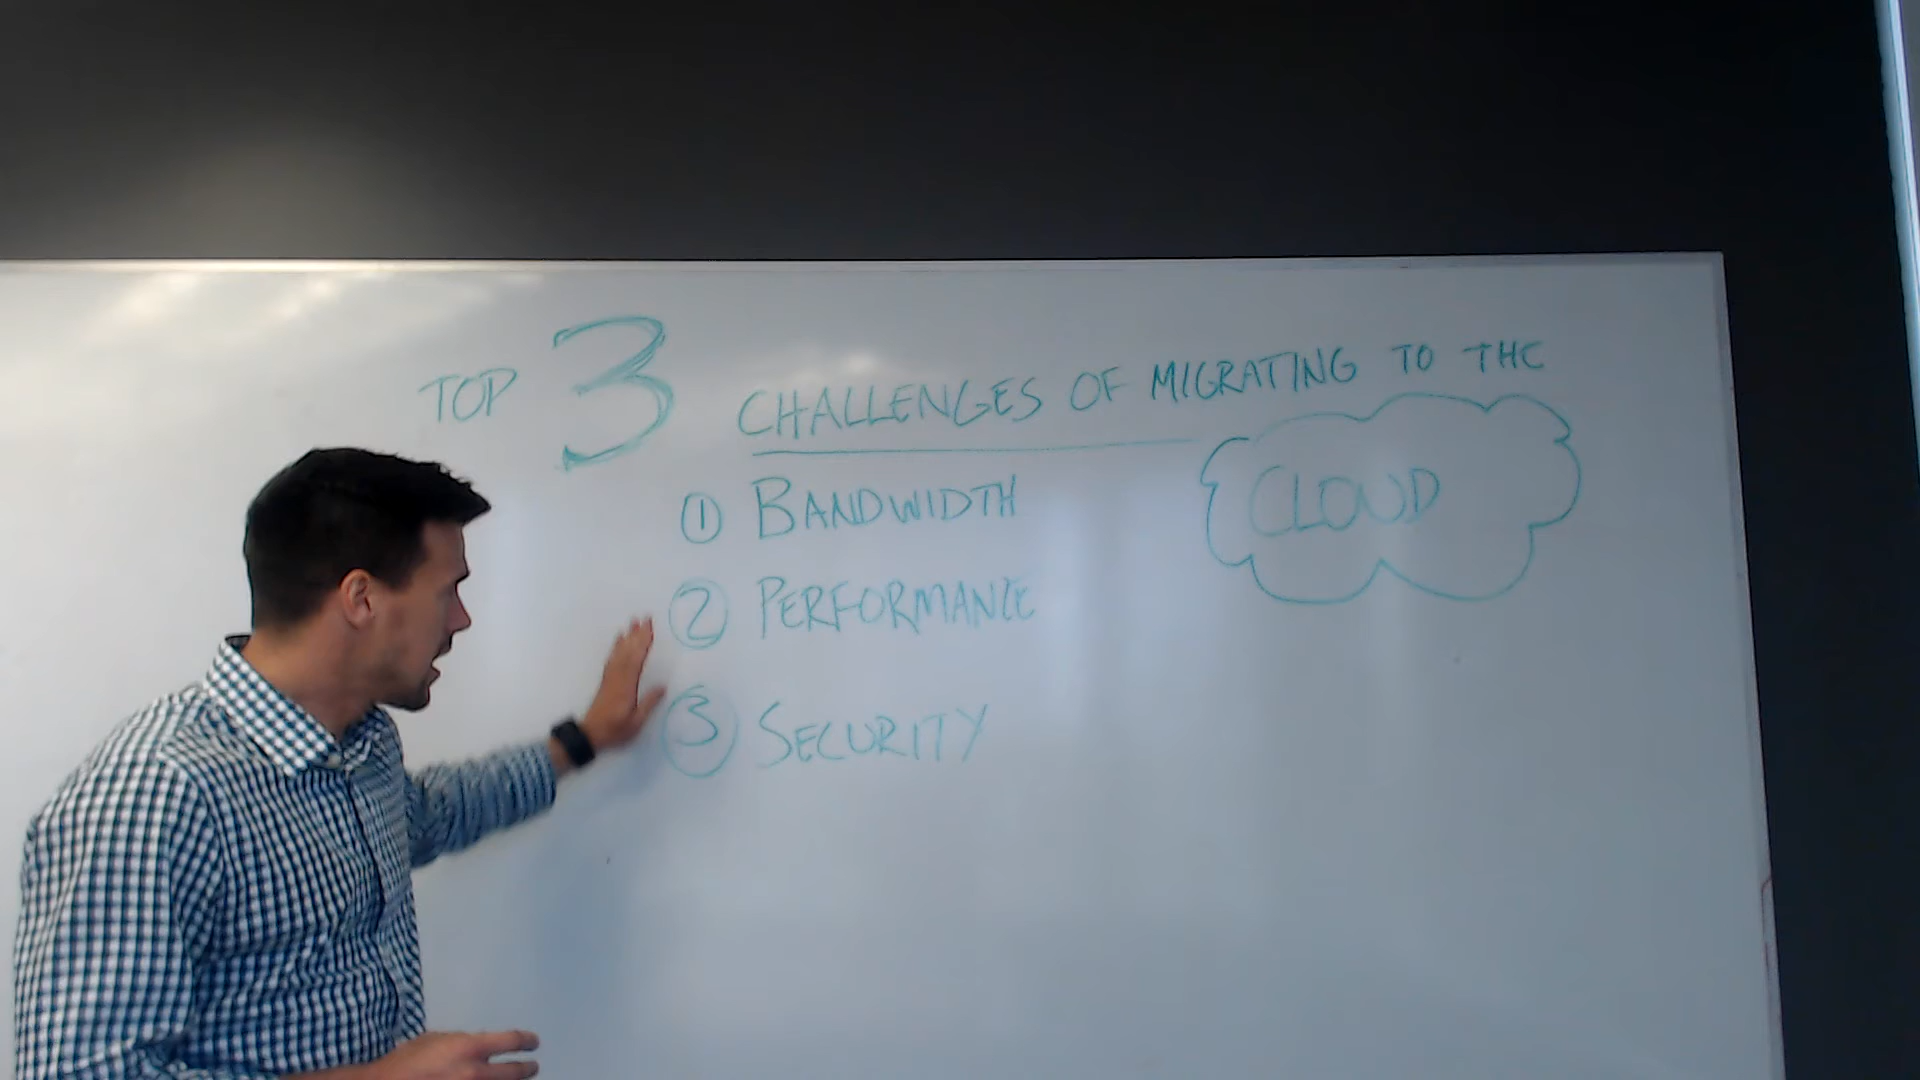 TOP 3 CHALLENGES OF MIGRATING TO THE
CLOUD
1 BANDWIDTH
2 PERFORMANCE
3 SECURITY